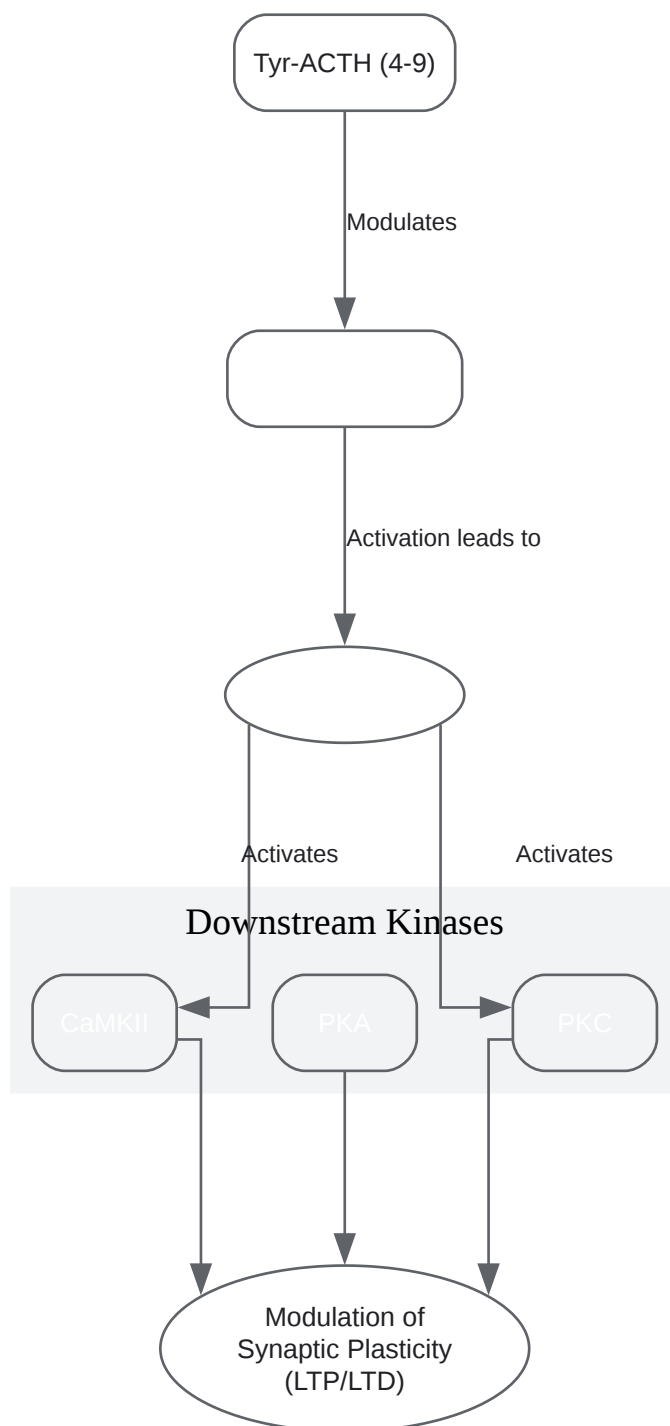 Tyr-ACTH (4-9)
Modulates
Activation leads to
Activates
Activates
Downstream Kinases
CaMKII
PKA
PKC
Modulation of
Synaptic Plasticity
(LTP/LTD)